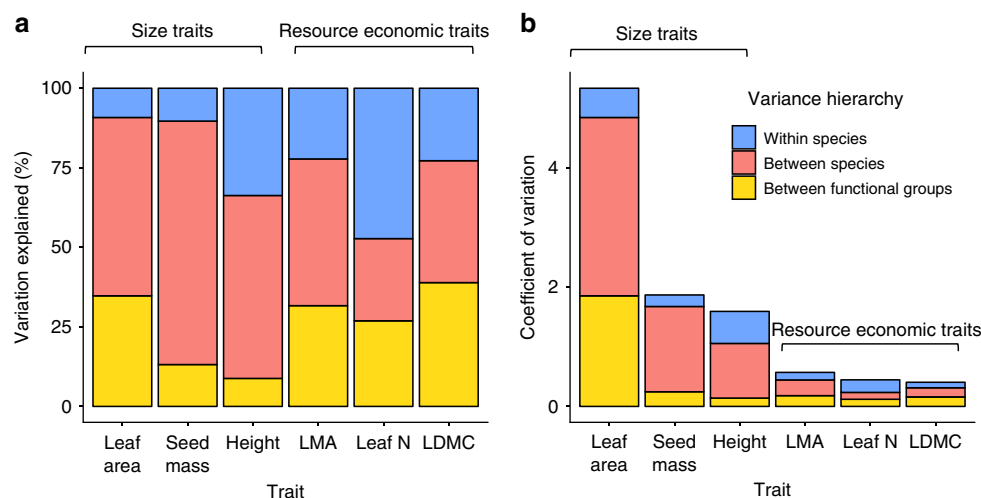 a
Size traits
Resource economic traits
Variation explained (%)
100
75
50
25
0
Leaf area
Seed mass
Height
LMA
Leaf N
LDMC
Trait
b
Size traits
Variance hierarchy
Within species
Between species
Between functional groups
Coefficient of variation
4
2
0
Resource economic traits
Leaf area
Seed mass
Height
LMA
Leaf N
LDMC
Trait